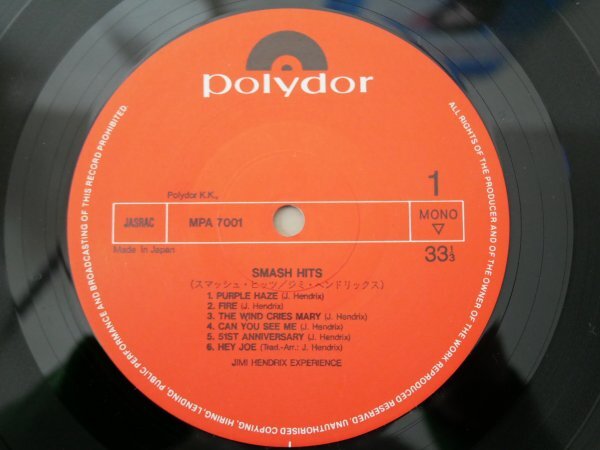 polydor
1
Polydor K.K.,
JASRAC
MPA 7001
MONO
▽
Made in Japan
33⅓
SMASH HITS
(スマッシュ・ヒッツ/ジミ・ヘンドリックス)
1. PURPLE HAZE (J. Hendrix)
2. FIRE (J. Hendrix)
3. THE WIND CRIES MARY (J. Hendrix)
4. CAN YOU SEE ME (J. Hendrix)
5. 51ST ANNIVERSARY (J. Hendrix)
6. HEY JOE (Trad.-Arr.: J. Hendrix)
JIMI HENDRIX EXPERIENCE
ALL RIGHTS OF THE PRODUCER AND OF THE OWNER OF THE WORK REPRODUCED RESERVED. UNAUTHORISED COPYING, HIRING, LENDING, PUBLIC PERFORMANCE AND BROADCASTING OF THIS RECORD PROHIBITED.